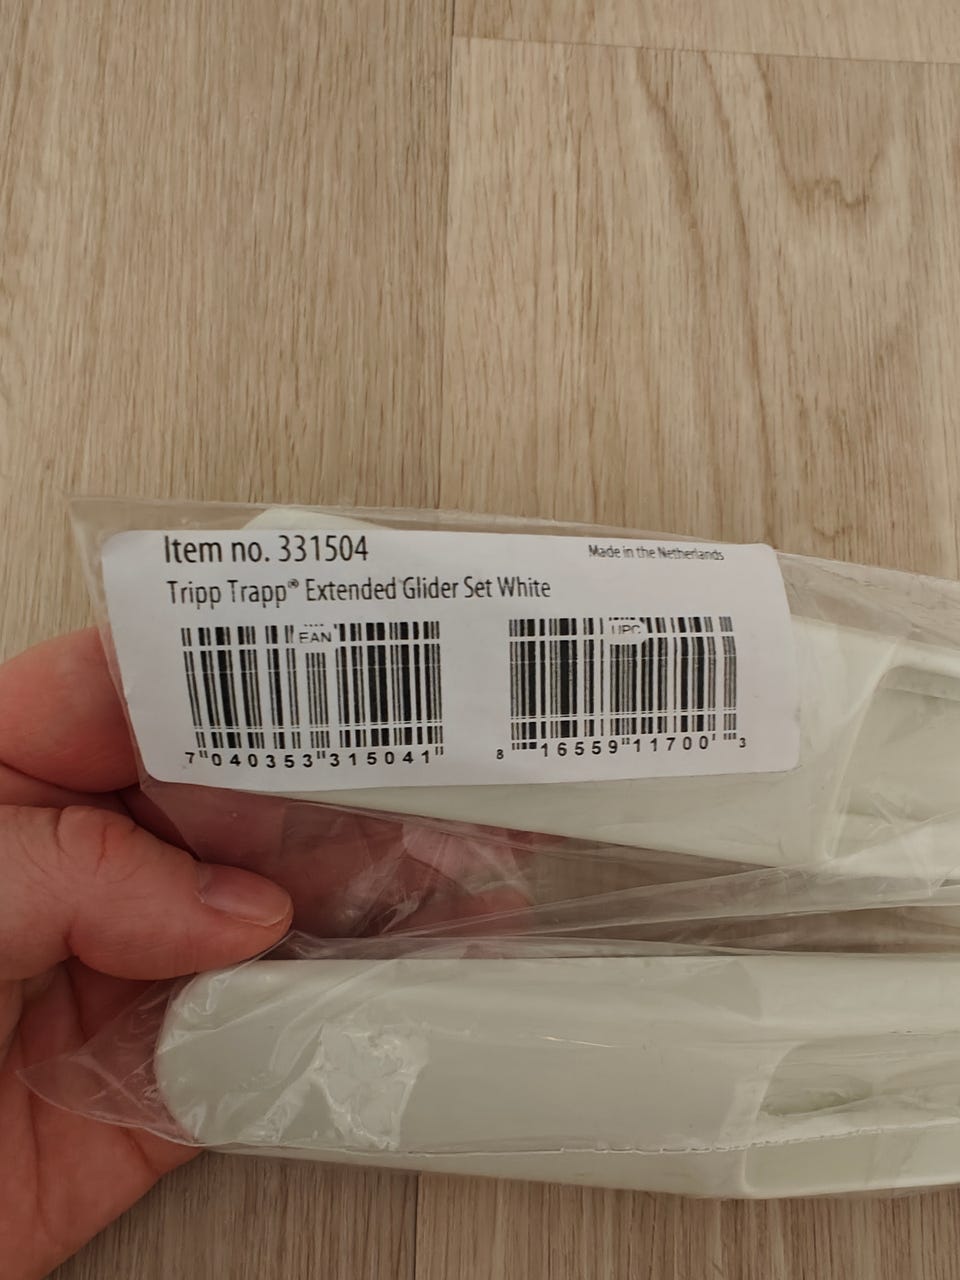 Item no. 331504
Made in the Netherlands
Tripp Trapp® Extended Glider Set White
EAN
UPC
7 040353 315041
8 16559 11700 3